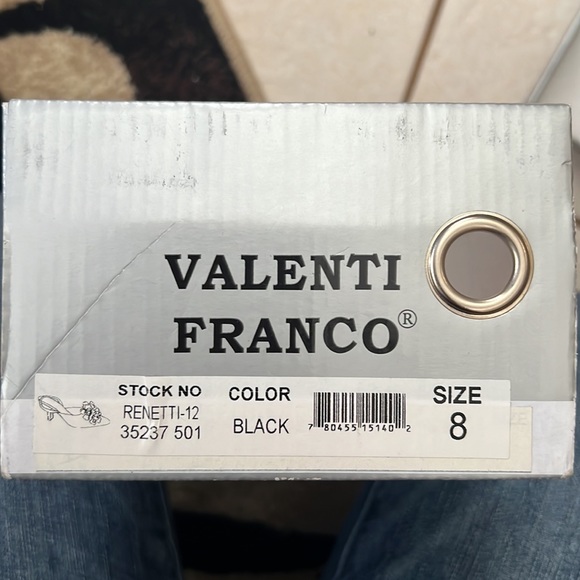 VALENTI
FRANCO®
STOCK NO COLOR SIZE
RENETTI-12
35237 501 BLACK 8
7 80455 15140 2